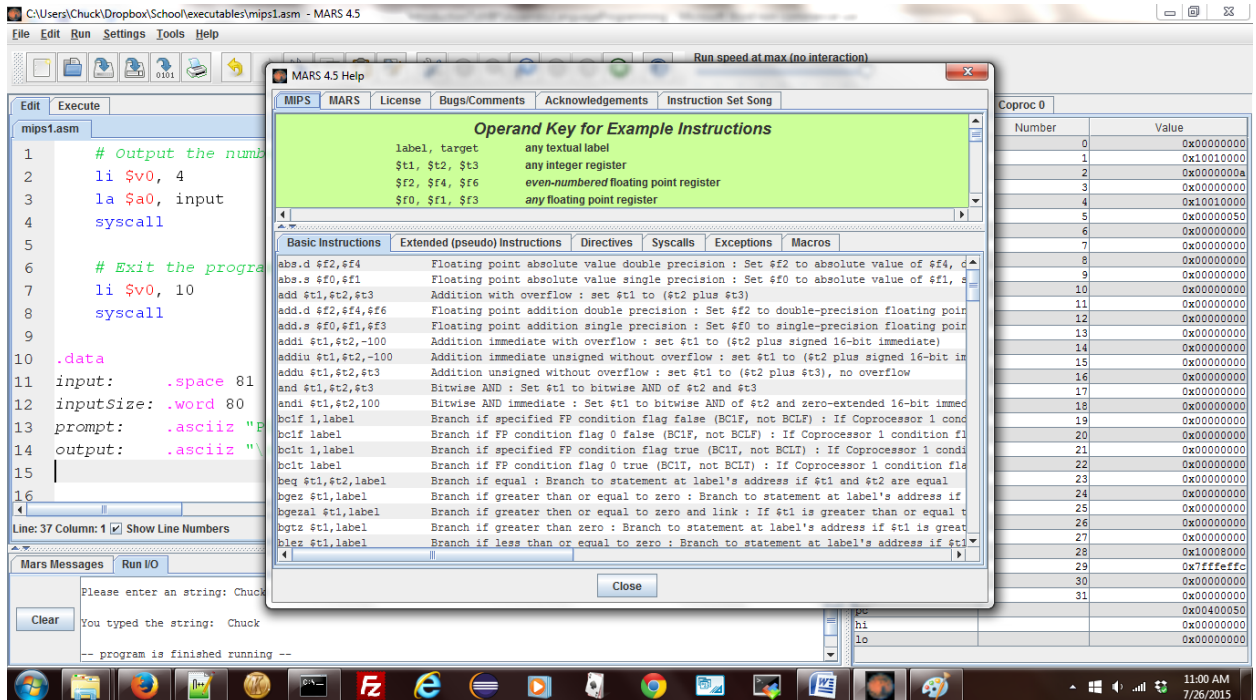 C:\Users\Chuck\Dropbox\School\executables\mips1.asm - MARS 4.5
File Edit Run Settings Tools Help
Run speed at max (no interaction)
Edit Execute
mips1.asm
1 # Output the numb
2 li $v0, 4
3 la $a0, input
4 syscall
5
6 # Exit the progra
7 li $v0, 10
8 syscall
9
10 .data
11 input: .space 81
12 inputSize: .word 80
13 prompt: .asciiz "P
14 output: .asciiz "\
15
16
Line: 37 Column: 1 Show Line Numbers
Mars Messages Run I/O
Clear
Please enter an string: Chuck
You typed the string: Chuck
-- program is finished running --
MARS 4.5 Help
MIPS MARS License Bugs/Comments Acknowledgements Instruction Set Song
Operand Key for Example Instructions
label, target any textual label
$t1, $t2, $t3 any integer register
$f2, $f4, $f6 even-numbered floating point register
$f0, $f1, $f3 any floating point register
Basic Instructions Extended (pseudo) Instructions Directives Syscalls Exceptions Macros
abs.d $f2,$f4 Floating point absolute value double precision : Set $f2 to absolute value of $f4, d
abs.s $f0,$f1 Floating point absolute value single precision : Set $f0 to absolute value of $f1, s
add $t1,$t2,$t3 Addition with overflow : set $t1 to ($t2 plus $t3)
add.d $f2,$f4,$f6 Floating point addition double precision : Set $f2 to double-precision floating poin
add.s $f0,$f1,$f3 Floating point addition single precision : Set $f0 to single-precision floating poin
addi $t1,$t2,-100 Addition immediate with overflow : set $t1 to ($t2 plus signed 16-bit immediate)
addiu $t1,$t2,-100 Addition immediate unsigned without overflow : set $t1 to ($t2 plus signed 16-bit im
addu $t1,$t2,$t3 Addition unsigned without overflow : set $t1 to ($t2 plus $t3), no overflow
and $t1,$t2,$t3 Bitwise AND : Set $t1 to bitwise AND of $t2 and $t3
andi $t1,$t2,100 Bitwise AND immediate : Set $t1 to bitwise AND of $t2 and zero-extended 16-bit immed
bc1f 1,label Branch if specified FP condition flag false (BC1F, not BCLF) : If Coprocessor 1 cond
bc1f label Branch if FP condition flag 0 false (BC1F, not BCLF) : If Coprocessor 1 condition fl
bc1t 1,label Branch if specified FP condition flag true (BC1T, not BCLT) : If Coprocessor 1 condi
bc1t label Branch if FP condition flag 0 true (BC1T, not BCLT) : If Coprocessor 1 condition fla
beq $t1,$t2,label Branch if equal : Branch to statement at label's address if $t1 and $t2 are equal
bgez $t1,label Branch if greater than or equal to zero : Branch to statement at label's address if
bgezal $t1,label Branch if greater then or equal to zero and link : If $t1 is greater than or equal t
bgtz $t1,label Branch if greater than zero : Branch to statement at label's address if $t1 is great
blez $t1,label Branch if less than or equal to zero : Branch to statement at label's address if $t1
Close
Coproc 0
Number Value
0 0x00000000
1 0x10010000
2 0x0000000a
3 0x00000000
4 0x10010000
5 0x00000050
6 0x00000000
7 0x00000000
8 0x00000000
9 0x00000000
10 0x00000000
11 0x00000000
12 0x00000000
13 0x00000000
14 0x00000000
15 0x00000000
16 0x00000000
17 0x00000000
18 0x00000000
19 0x00000000
20 0x00000000
21 0x00000000
22 0x00000000
23 0x00000000
24 0x00000000
25 0x00000000
26 0x00000000
27 0x00000000
28 0x10008000
29 0x7fffeffc
30 0x00000000
31 0x00000000
pc 0x00400050
hi 0x00000000
lo 0x00000000
11:00 AM
7/26/2015